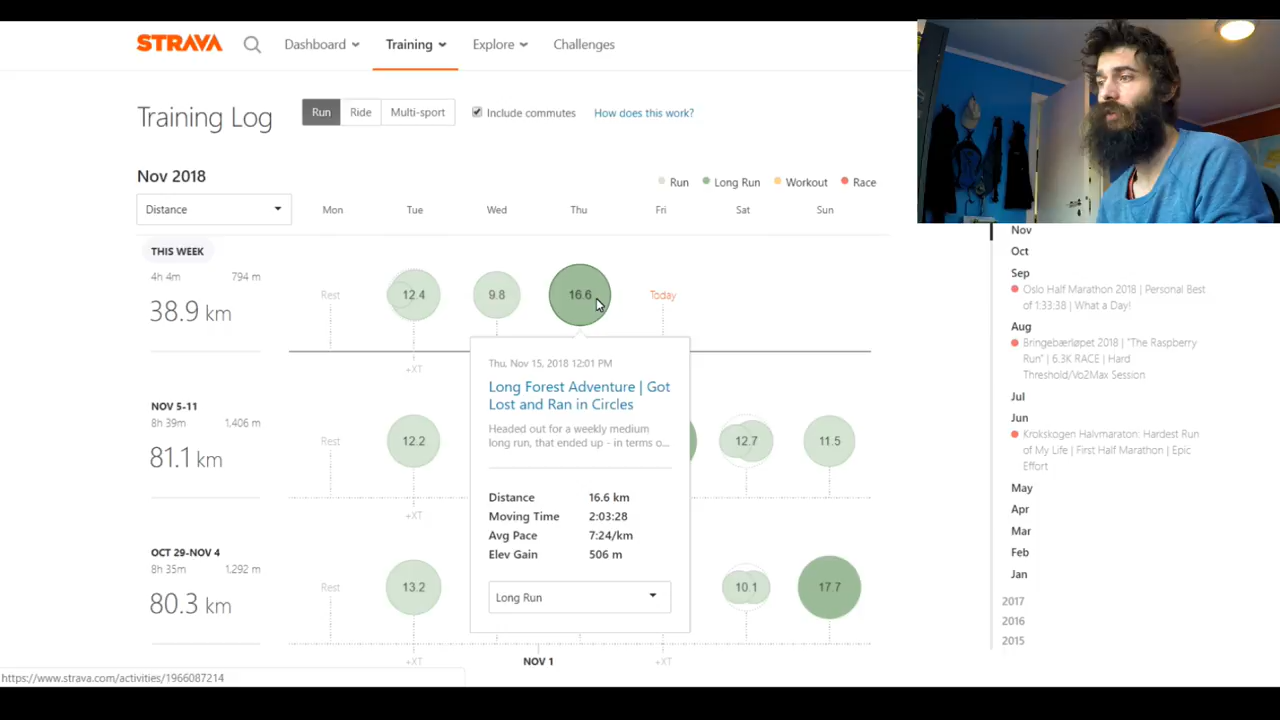 STRAVA
Dashboard
Training
Explore
Challenges
Training Log
Run
Ride
Multi-sport
Include commutes
How does this work?
Nov 2018
Run
Long Run
Workout
Race
Distance
Mon
Tue
Wed
Thu
Fri
Sat
Sun
THIS WEEK
4h 4m
794 m
38.9 km
Rest
12.4
9.8
16.6
Today
+XT
Thu, Nov 15, 2018 12:01 PM
Long Forest Adventure | Got
Lost and Ran in Circles
Headed out for a weekly medium
long run, that ended up - in terms o...
Distance 16.6 km
Moving Time 2:03:28
Avg Pace 7:24/km
Elev Gain 506 m
Long Run
NOV 5-11
8h 39m
1,406 m
81.1 km
Rest
12.2
12.7
11.5
+XT
OCT 29-NOV 4
8h 35m
1,292 m
80.3 km
Rest
13.2
10.1
17.7
+XT
NOV 1
+XT
Nov
Oct
Sep
Oslo Half Marathon 2018 | Personal Best
of 1:33:38 | What a Day!
Aug
Bringebærløpet 2018 | "The Raspberry
Run" | 6.3K RACE | Hard
Threshold/Vo2Max Session
Jul
Jun
Krokskogen Halvmaraton: Hardest Run
of My Life | First Half Marathon | Epic
Effort
May
Apr
Mar
Feb
Jan
2017
2016
2015
https://www.strava.com/activities/1966087214